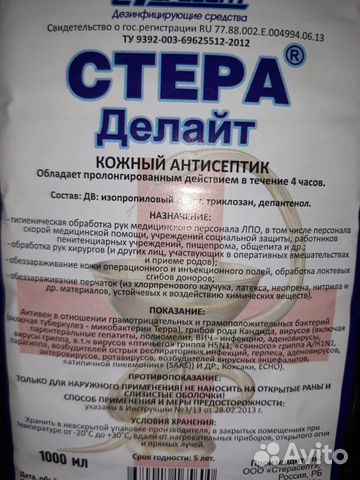 Дезинфицирующие средства
Свидетельство о гос.регистрации RU 77.88.002.Е.004994.06.13
ТУ 9392-003-69625512-2012
СТЕРА®
Делайт
КОЖНЫЙ АНТИСЕПТИК
Обладает пролонгированным действием в течение 4 часов.
Состав: ДВ: изопропиловый триклозан, депантенол.
НАЗНАЧЕНИЕ:
- гигиеническая обработка рук медицинского персонала ЛПО, в том числе персонала
скорой медицинской помощи, учреждений социальной защиты, работников
пенитенциарных учреждений, пищепрома, общепита и др.;
- обработка рук хирургов и (других лиц, участвующих в оперативных вмешательствах
и приеме родов);
- обеззараживание кожи операционного и инъекционного полей, обработка локтевых
сгибов доноров;
- обеззараживание перчаток (из хлорпренового каучука, латекса, неопрена, нитрила и
др. материалов, устойчивых к воздействию химических веществ).
ПОКАЗАНИЕ:
Активен в отношении грамотрицательных и грамположительных бактерий
(включая туберкулез - микобактерии Терра), грибов рода Кандида, вирусов (включая
парентеральные гепатиты, полиомиелит, ВИЧ - инфекцию, аденовирусы,
вирусы гриппа, в.т.ч вирусов «птичьего» гриппа H5N1, «свиного» гриппа A/H1N1,
парагриппа, возбудителей острых респираторных инфекций, герпеса,
энтеровирусов, ротавирусов, возбудителей вирусных энцефалитов,
«атипичной пневмонии» (SARS)) И ДР., Коксаки, ECHO).
ПРОТИВОПОКАЗАНИЕ:
ТОЛЬКО ДЛЯ НАРУЖНОГО ПРИМЕНЕНИЯ! НЕ НАНОСИТЬ НА ОТКРЫТЫЕ РАНЫ И
СЛИЗИСТЫЕ ОБОЛОЧКИ!
СПОСОБ ПРИМЕНЕНИЯ И МЕРЫ ПРЕДОСТОРОЖНОСТИ:
указаны в Инструкции №3/13 от 28.02.2013 г.
УСЛОВИЯ ХРАНЕНИЯ:
Хранить в невскрытой упаковке производителя, в закрытых помещениях при
температуре от -20°С до +30°С, вдали от нагревательных приборов открытого огня
и прямых лучей.
1000 МЛ
Срок годности: 5 лет.
ООО «Стерасепт»,
Россия, РБ
Avito